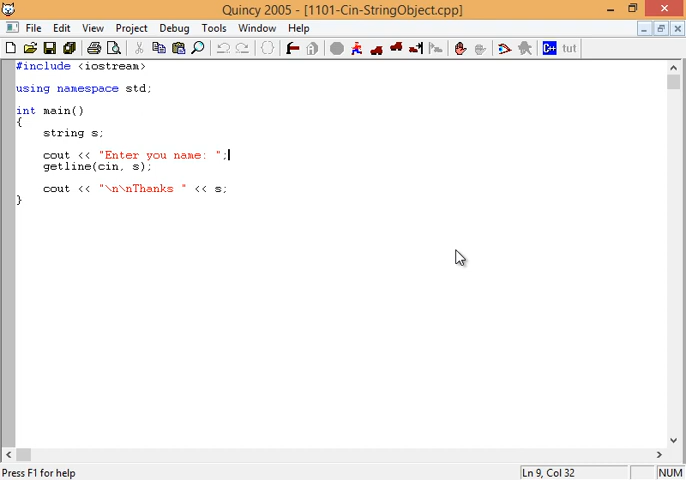 Quincy 2005 - [1101-Cin-StringObject.cpp]
File Edit View Project Debug Tools Window Help
C++ tut
#include <iostream>
using namespace std;
int main()
{
string s;
cout << "Enter you name: ";
getline(cin, s);
cout << "\n\nThanks " << s;
}
Press F1 for help
Ln 9, Col 32
NUM